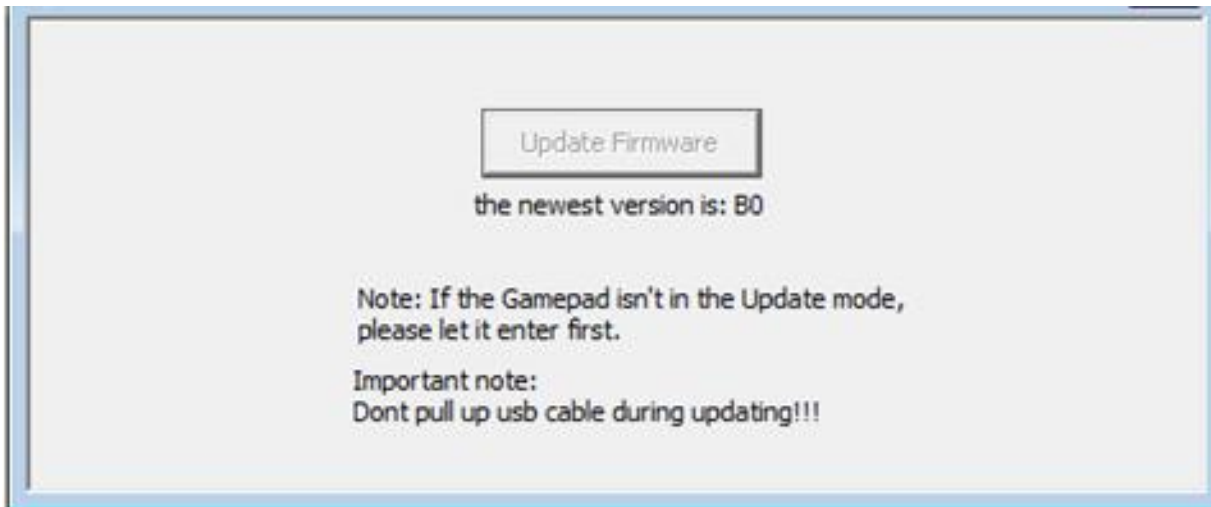 Update Firmware
the newest version is: B0
Note: If the Gamepad isn't in the Update mode,
please let it enter first.
Important note:
Dont pull up usb cable during updating!!!